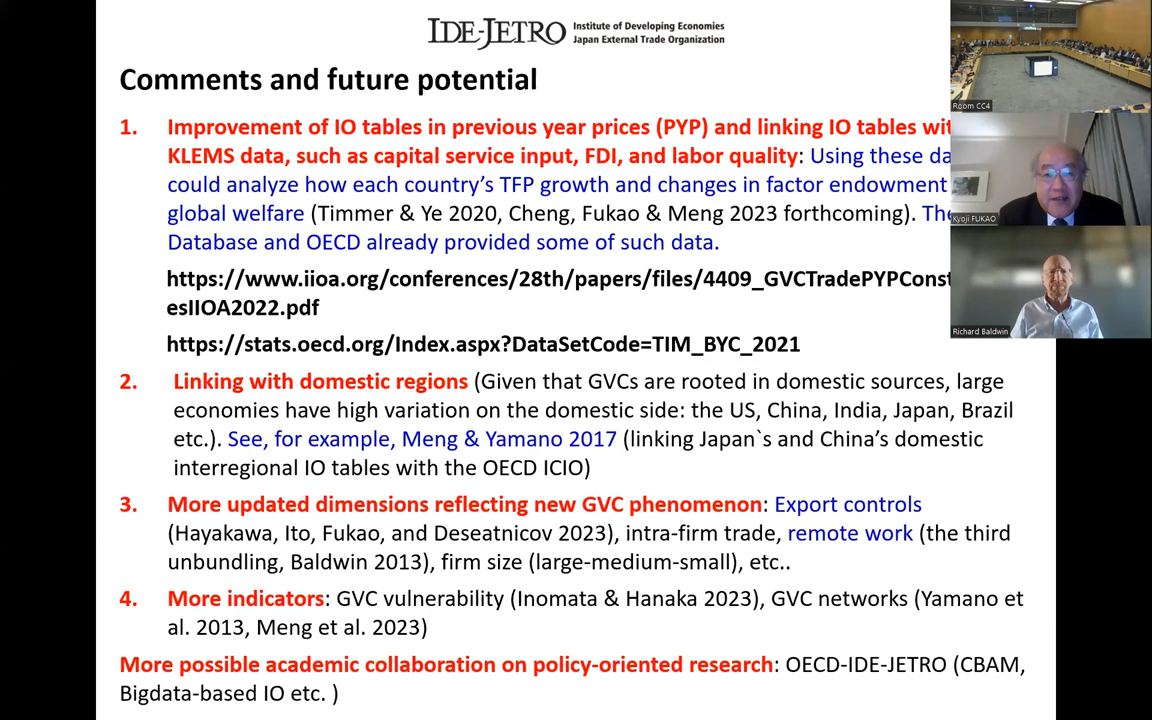 IDE-JETRO Institute of Developing Economies
Japan External Trade Organization
Comments and future potential
1. Improvement of IO tables in previous year prices (PYP) and linking IO tables
KLEMS data, such as capital service input, FDI, and labor quality: Using these
could analyze how each country's TFP growth and changes in factor endowment
global welfare (Timmer & Ye 2020, Cheng, Fukao & Meng 2023 forthcoming).
Database and OECD already provided some of such data.
https://www.iioa.org/conferences/28th/papers/files/4409_GVCTradePYPConst
esIIOA2022.pdf
https://stats.oecd.org/Index.aspx?DataSetCode=TIM_BYC_2021
2. Linking with domestic regions (Given that GVCs are rooted in domestic sources, large
economies have high variation on the domestic side: the US, China, India, Japan, Brazil
etc.). See, for example, Meng & Yamano 2017 (linking Japan`s and China's domestic
interregional IO tables with the OECD ICIO)
3. More updated dimensions reflecting new GVC phenomenon: Export controls
(Hayakawa, Ito, Fukao, and Deseatnicov 2023), intra-firm trade, remote work (the third
unbundling, Baldwin 2013), firm size (large-medium-small), etc..
4. More indicators: GVC vulnerability (Inomata & Hanaka 2023), GVC networks (Yamano et
al. 2013, Meng et al. 2023)
More possible academic collaboration on policy-oriented research: OECD-IDE-JETRO (CBAM,
Bigdata-based IO etc. )
Room CC4
Kyoji FUKAO
Richard Baldwin